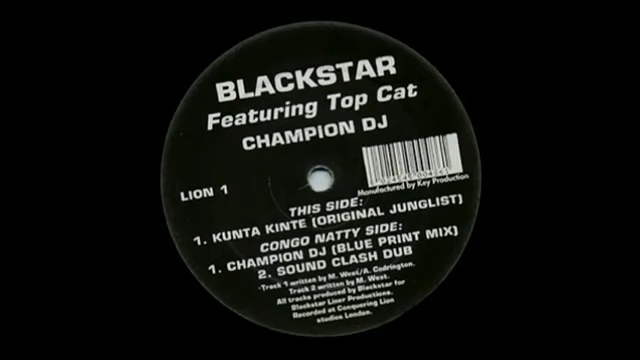 BLACKSTAR
Featuring Top Cat
CHAMPION DJ
Manufactured by Key Production
LION 1
THIS SIDE:
1. KUNTA KINTE (ORIGINAL JUNGLIST)
CONGO NATTY SIDE:
1. CHAMPION DJ (BLUE PRINT MIX)
2. SOUND CLASH DUB
Track 1 written by M. West/A. Codrington.
Track 2 written by M. West.
All tracks produced by Blackstar for
Blackstar Liner Productions.
Recorded at Conquering Lion
studios London.